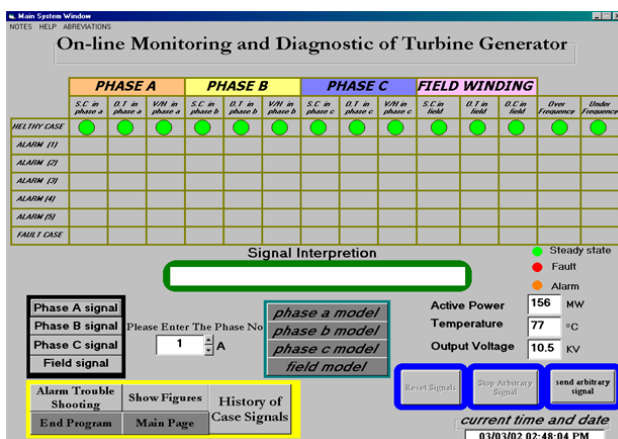 Main System Window
NOTES HELP ABREVIATIONS
On-line Monitoring and Diagnostic of Turbine Generator
PHASE A PHASE B PHASE C FIELD WINDING
S.C in phase a O.T in phase a V/H in phase a S.C in phase b O.T in phase b V/H in phase b S.C in phase c O.T in phase c V/H in phase c S.C in field O.T in field O.C in field Over Frequency Under Frequency
HELTHY CASE
ALARM (1)
ALARM (2)
ALARM (3)
ALARM (4)
ALARM (5)
FAULT CASE
Signal Interpretion
Steady state
Fault
Alarm
Phase A signal
Phase B signal
Phase C signal
Field signal
Please Enter The Phase No
1 A
phase a model
phase b model
phase c model
field model
Active Power 156 MW
Temperature 77 °C
Output Voltage 10.5 KV
Reset Signals
Stop Arbitrary Signal
send arbitrary signal
Alarm Trouble Shooting
Show Figures
History of Case Signals
End Program
Main Page
current time and date
03/03/02 02:48:04 PM